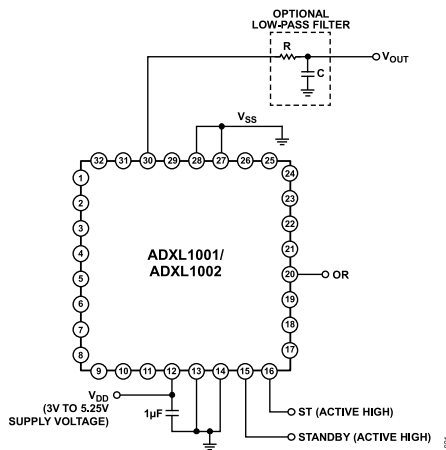 OPTIONAL
LOW-PASS FILTER
R
C
VOUT
VSS
32 31 30 29 28 27 26 25
1
2
3
4
5
6
7
8
24
23
22
21
20
19
18
17
ADXL1001/
ADXL1002
OR
9 10 11 12 13 14 15 16
VDD
(3V TO 5.25V
SUPPLY VOLTAGE)
1µF
ST (ACTIVE HIGH)
STANDBY (ACTIVE HIGH)